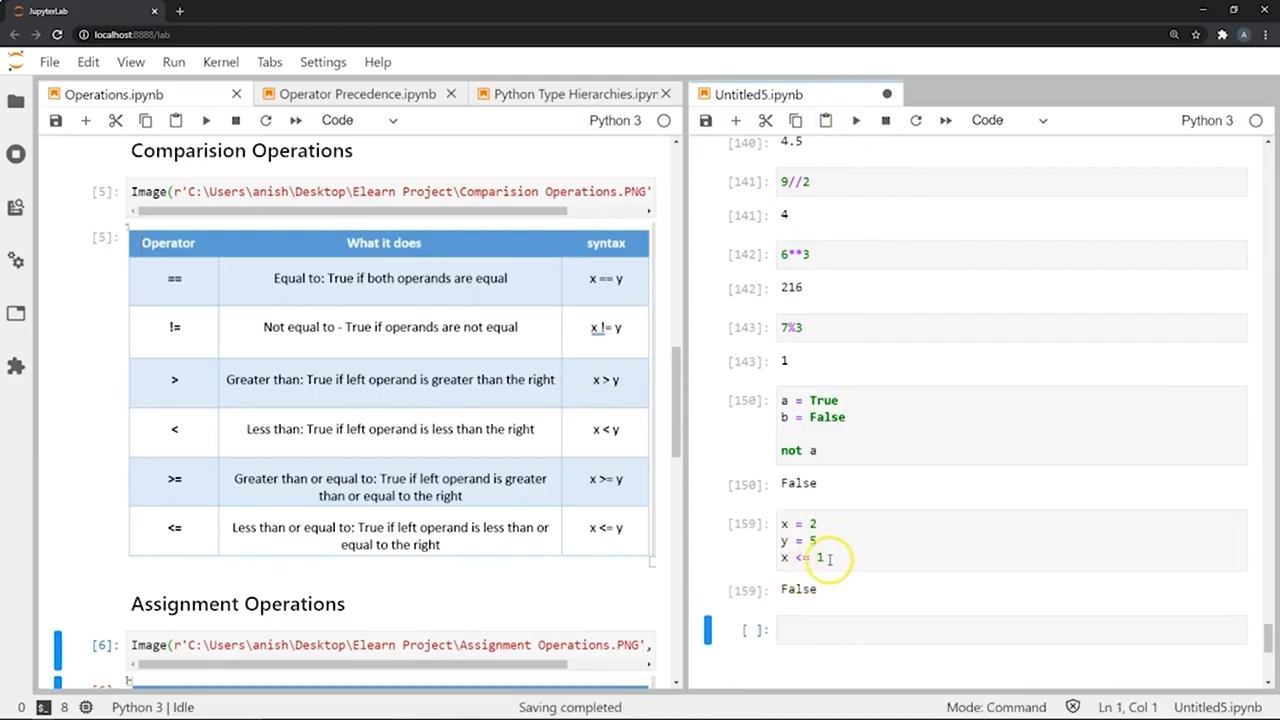 JupyterLab
localhost:8888/lab
A
File Edit View Run Kernel Tabs Settings Help
Operations.ipynb Operator Precedence.ipynb Python Type Hierarchies.ipyn
Code Python 3
Comparision Operations
[5]: Image(r'C:\Users\anish\Desktop\Elearn Project\Comparision Operations.PNG'
[5]:
Operator What it does syntax
== Equal to: True if both operands are equal x == y
!= Not equal to - True if operands are not equal x != y
> Greater than: True if left operand is greater than the right x > y
< Less than: True if left operand is less than the right x < y
>= Greater than or equal to: True if left operand is greater
than or equal to the right x >= y
<= Less than or equal to: True if left operand is less than or
equal to the right x <= y
Assignment Operations
[6]: Image(r'C:\Users\anish\Desktop\Elearn Project\Assignment Operations.PNG',
Untitled5.ipynb
Code Python 3
[140]: 4.5
[141]: 9//2
[141]: 4
[142]: 6**3
[142]: 216
[143]: 7%3
[143]: 1
[150]: a = True
b = False
not a
[150]: False
[159]: x = 2
y = 5
x <= 1
[159]: False
[ ]:
0 8 Python 3 | Idle Saving completed Mode: Command Ln 1, Col 1 Untitled5.ipynb